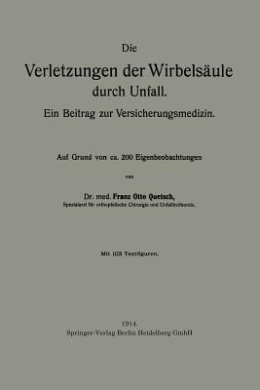 Die
Verletzungen der Wirbelsäule
durch Unfall.
Ein Beitrag zur Versicherungsmedizin.
Auf Grund von ca. 200 Eigenbeobachtungen
von
Dr. med. Franz Otto Quetsch,
Spezialarzt für orthopädische Chirurgie und Unfallheilkunde.
Mit 103 Textfiguren.
1914.
Springer-Verlag Berlin Heidelberg GmbH